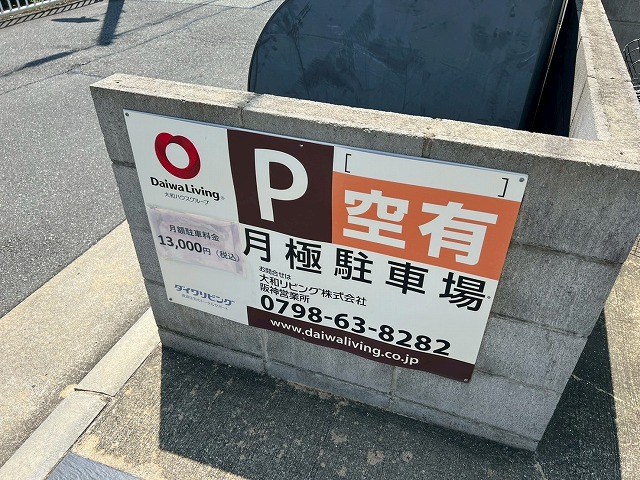 DaiwaLiving®
大和ハウスグループ
P
[ ]
空有
月額駐車料金
13,000円（税込）
月極駐車場
お問合せは
大和リビング株式会社
阪神営業所
0798-63-8282
ダイワリビング
www.daiwaliving.co.jp